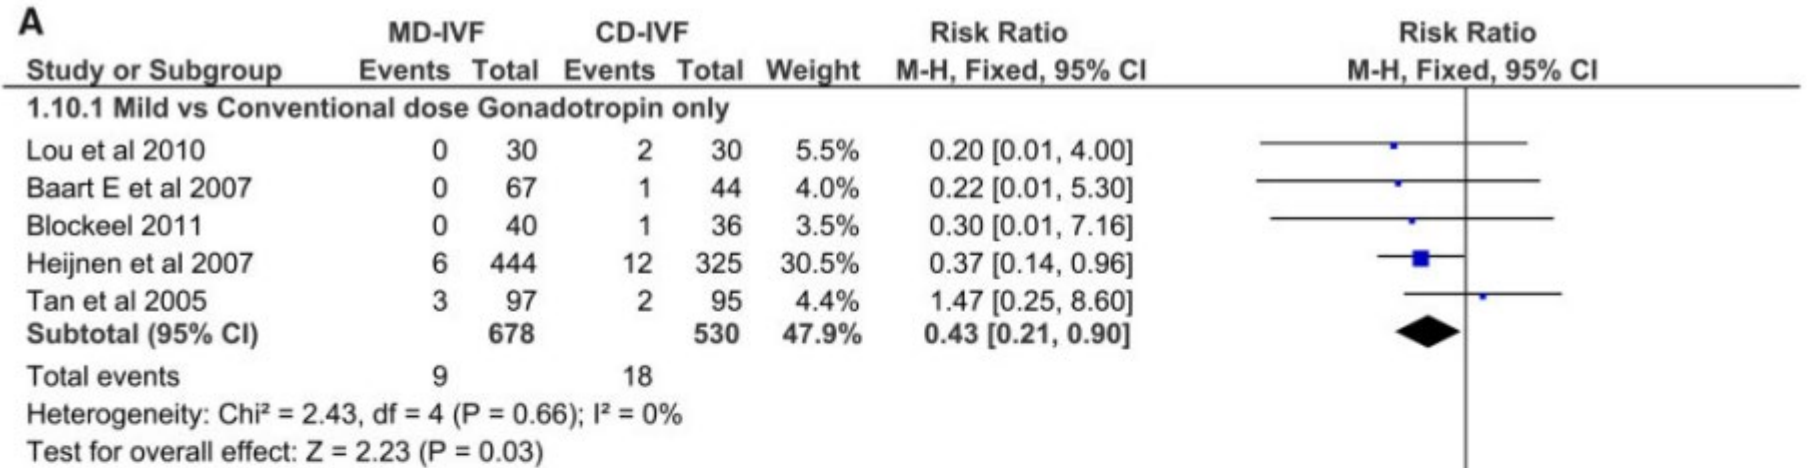 A
MD-IVF CD-IVF Risk Ratio Risk Ratio
Study or Subgroup Events Total Events Total Weight M-H, Fixed, 95% CI M-H, Fixed, 95% CI
1.10.1 Mild vs Conventional dose Gonadotropin only
Lou et al 2010 0 30 2 30 5.5% 0.20 [0.01, 4.00]
Baart E et al 2007 0 67 1 44 4.0% 0.22 [0.01, 5.30]
Blockeel 2011 0 40 1 36 3.5% 0.30 [0.01, 7.16]
Heijnen et al 2007 6 444 12 325 30.5% 0.37 [0.14, 0.96]
Tan et al 2005 3 97 2 95 4.4% 1.47 [0.25, 8.60]
Subtotal (95% CI) 678 530 47.9% 0.43 [0.21, 0.90]
Total events 9 18
Heterogeneity: Chi² = 2.43, df = 4 (P = 0.66); I² = 0%
Test for overall effect: Z = 2.23 (P = 0.03)